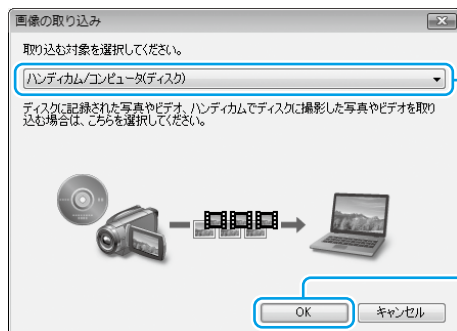 画像の取り込み
取り込む対象を選択してください。
ハンディカム/コンピュータ(ディスク)
ディスクに記録された写真やビデオ、ハンディカムでディスクに撮影した写真やビデオを取り
込む場合は、こちらを選択してください。
OK
キャンセル